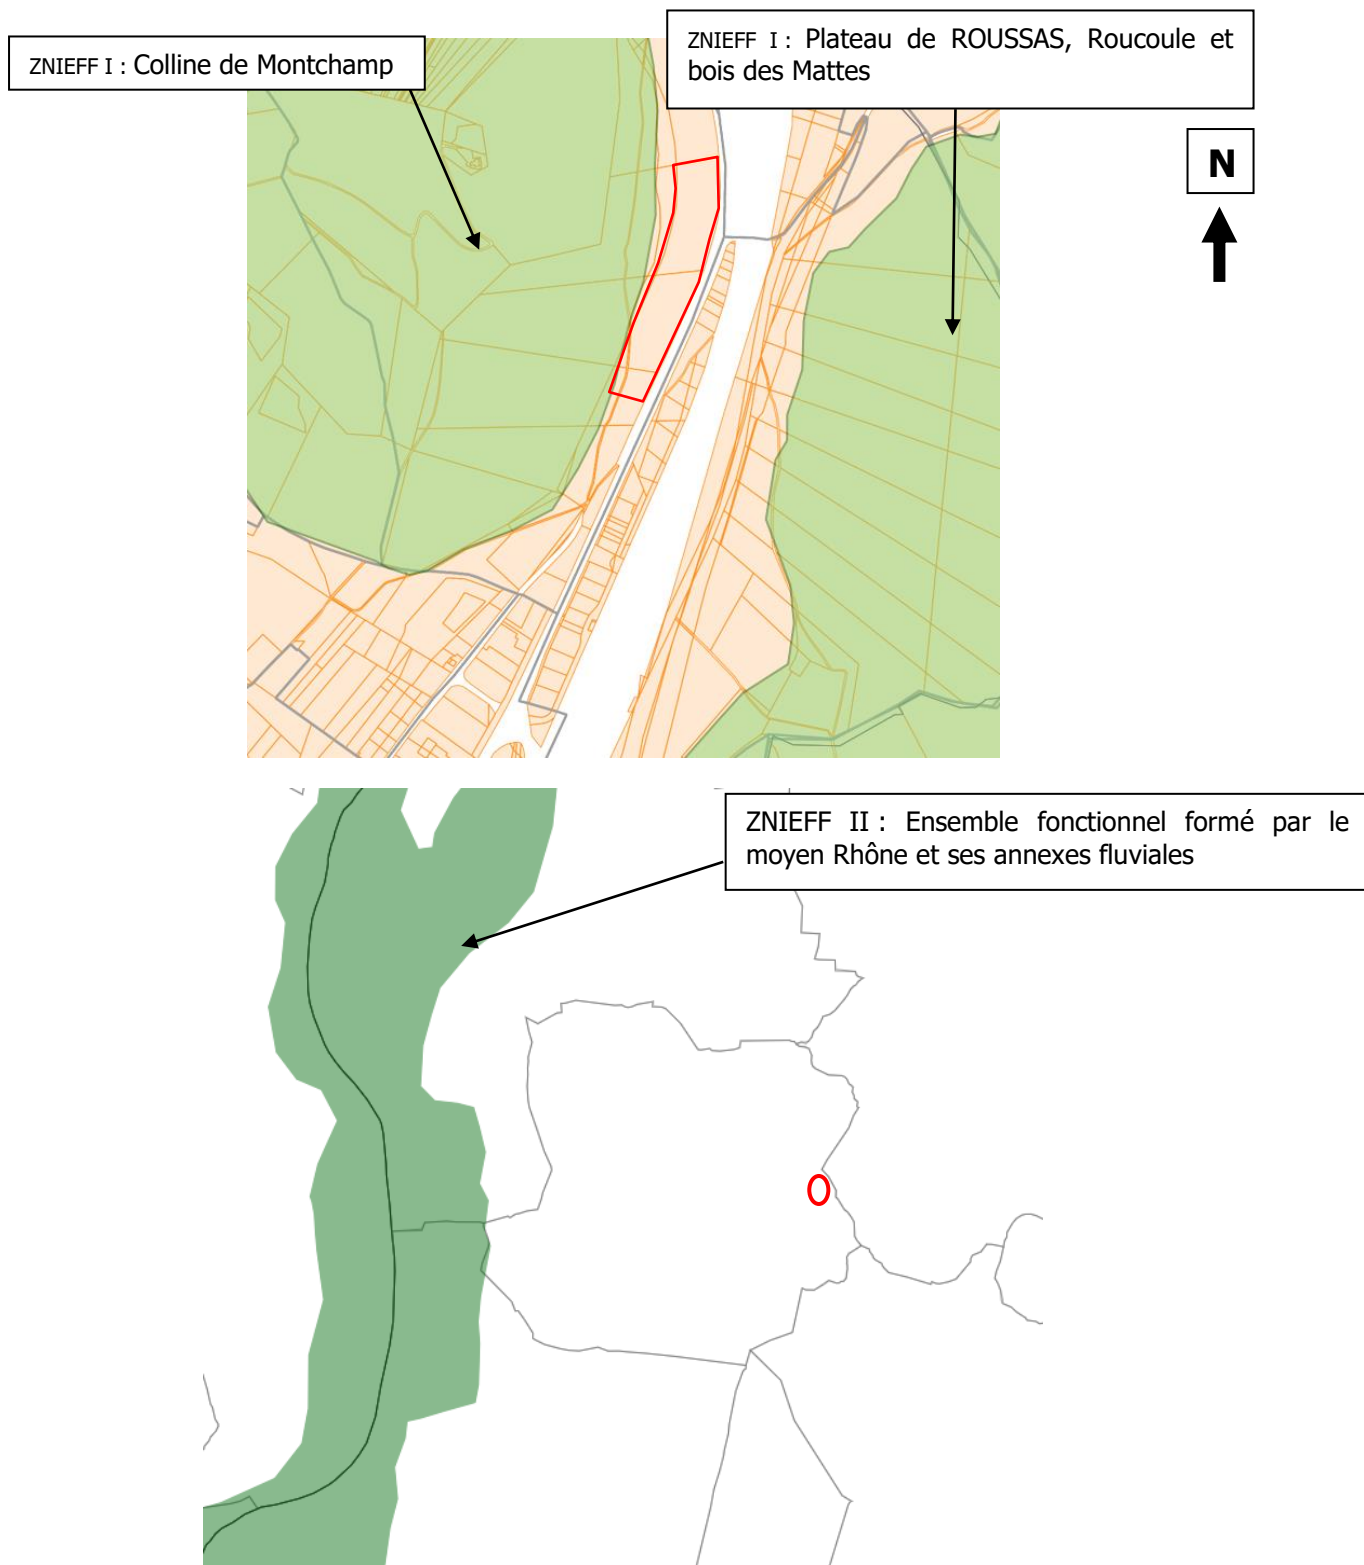 ZNIEFF I : Colline de Montchamp
ZNIEFF I : Plateau de ROUSSAS, Roucoule et
bois des Mattes
N
ZNIEFF II : Ensemble fonctionnel formé par le
moyen Rhône et ses annexes fluviales